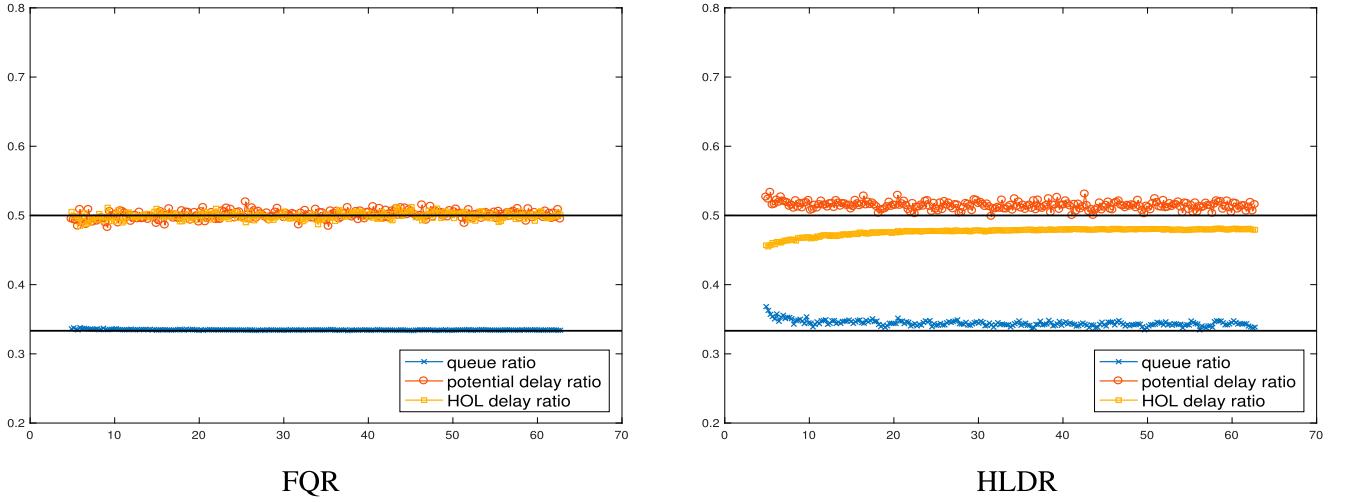 0.8
0.7
0.6
0.5
0.4
0.3
0.2
0 10 20 30 40 50 60 70
queue ratio
potential delay ratio
HOL delay ratio
FQR
0.8
0.7
0.6
0.5
0.4
0.3
0.2
0 10 20 30 40 50 60 70
queue ratio
potential delay ratio
HOL delay ratio
HLDR